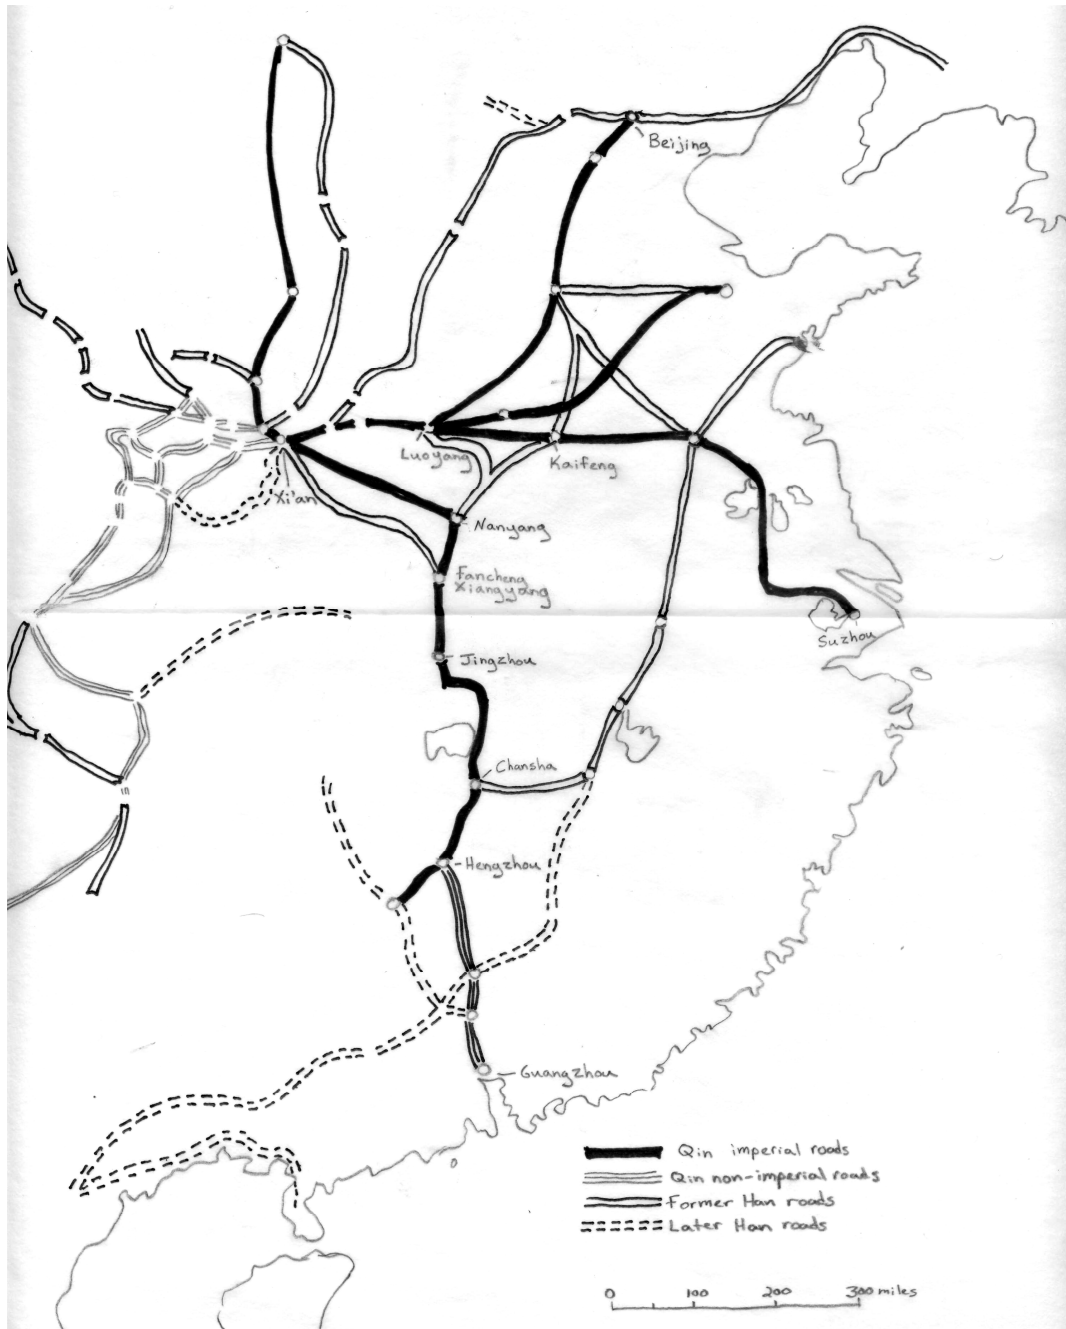 Beijing
Luoyang
Kaifeng
Xi'an
Nanyang
Fancheng
Xiangyang
Suzhou
Jingzhou
Chansha
Hengzhou
Guangzhou
Qin imperial roads
Qin non-imperial roads
Former Han roads
Later Han roads
0 100 200 300 miles